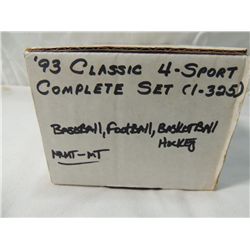 '93 CLASSIC 4-SPORT
COMPLETE SET (1-325)
BASEBALL, FOOTBALL, BASKETBALL
HOCKEY
NRMT-MT